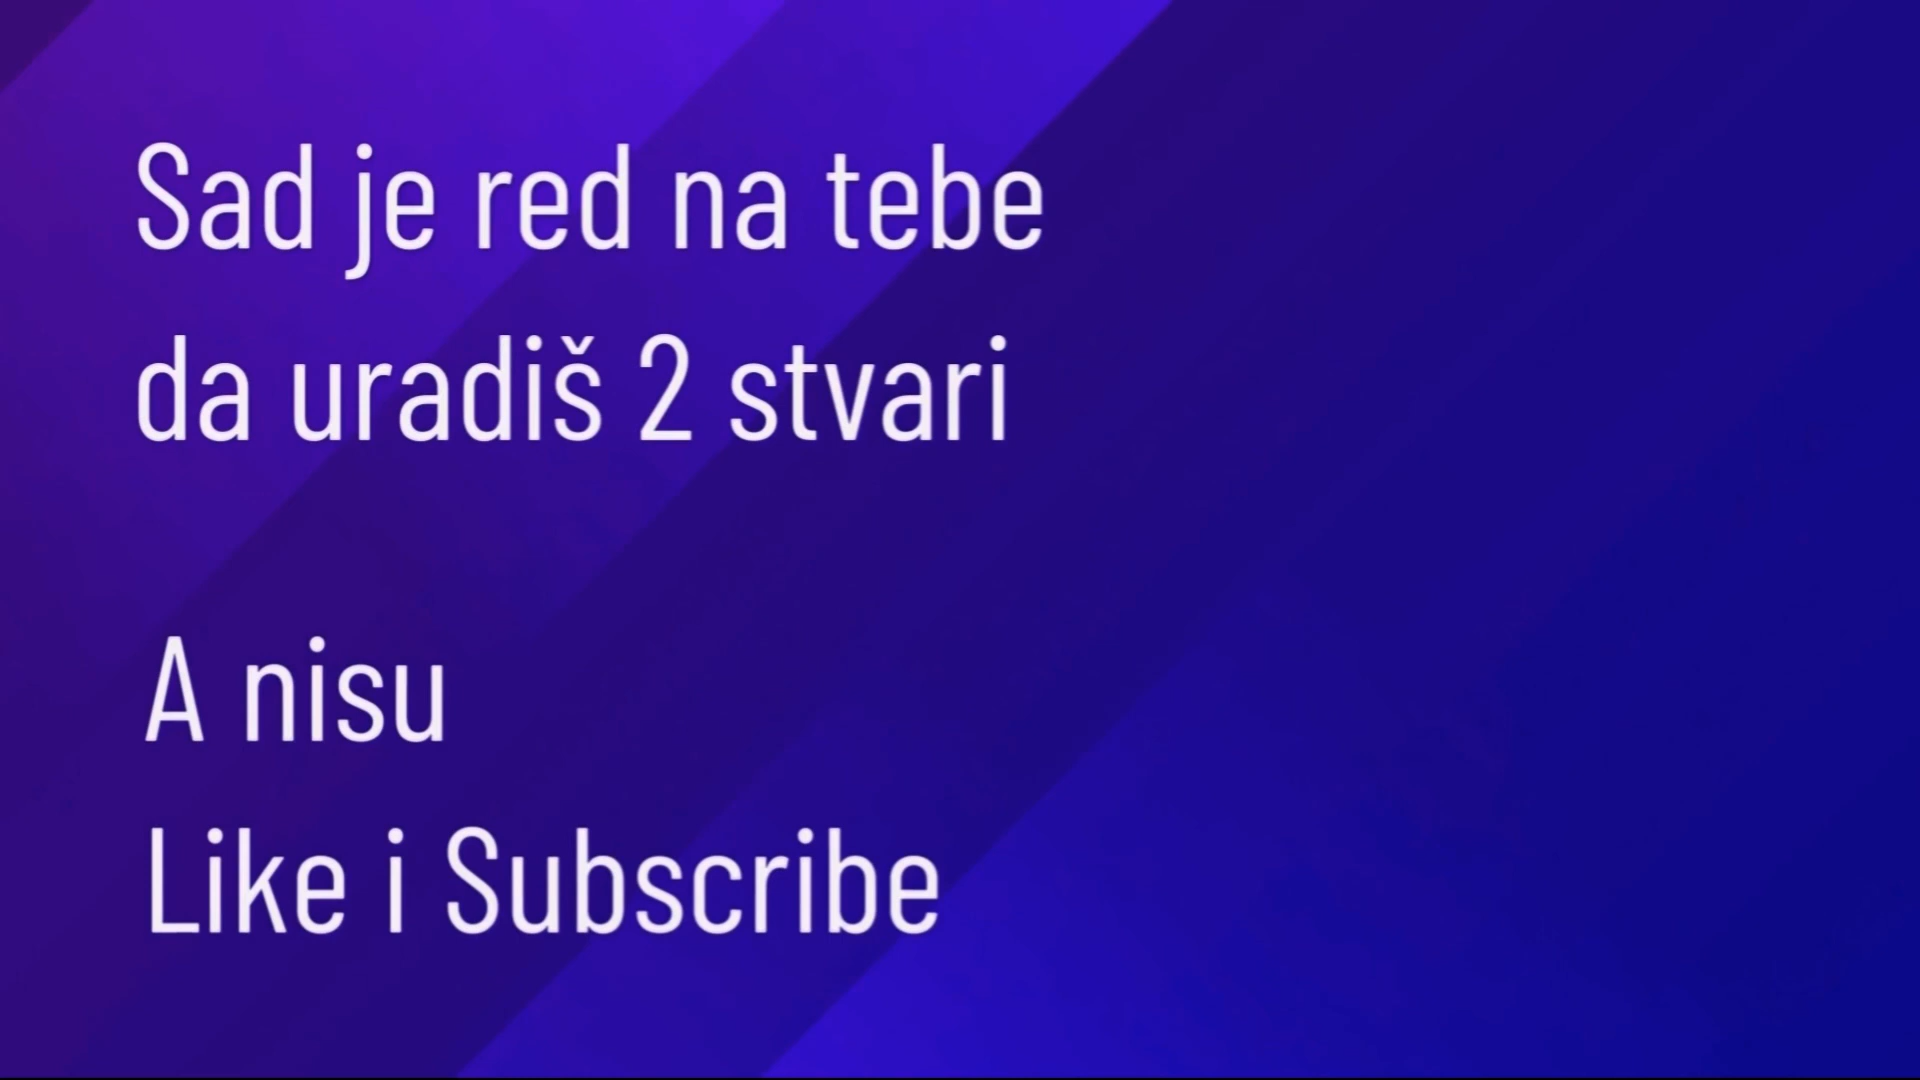 Sad je red na tebe
da uradiš 2 stvari
A nisu
Like i Subscribe